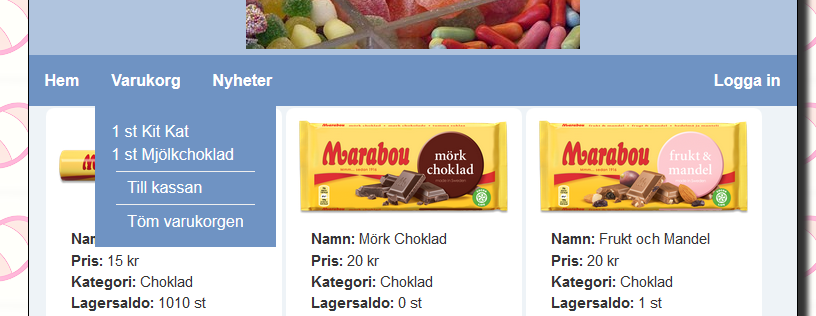 Hem Varukorg Nyheter Logga in
1 st Kit Kat
1 st Mjölkchoklad
Till kassan
Töm varukorgen
Marabou
mörk
choklad
Marabou
frukt &
mandel
Pris: 15 kr
Kategori: Choklad
Lagersaldo: 1010 st
Namn: Mörk Choklad
Pris: 20 kr
Kategori: Choklad
Lagersaldo: 0 st
Namn: Frukt och Mandel
Pris: 20 kr
Kategori: Choklad
Lagersaldo: 1 st